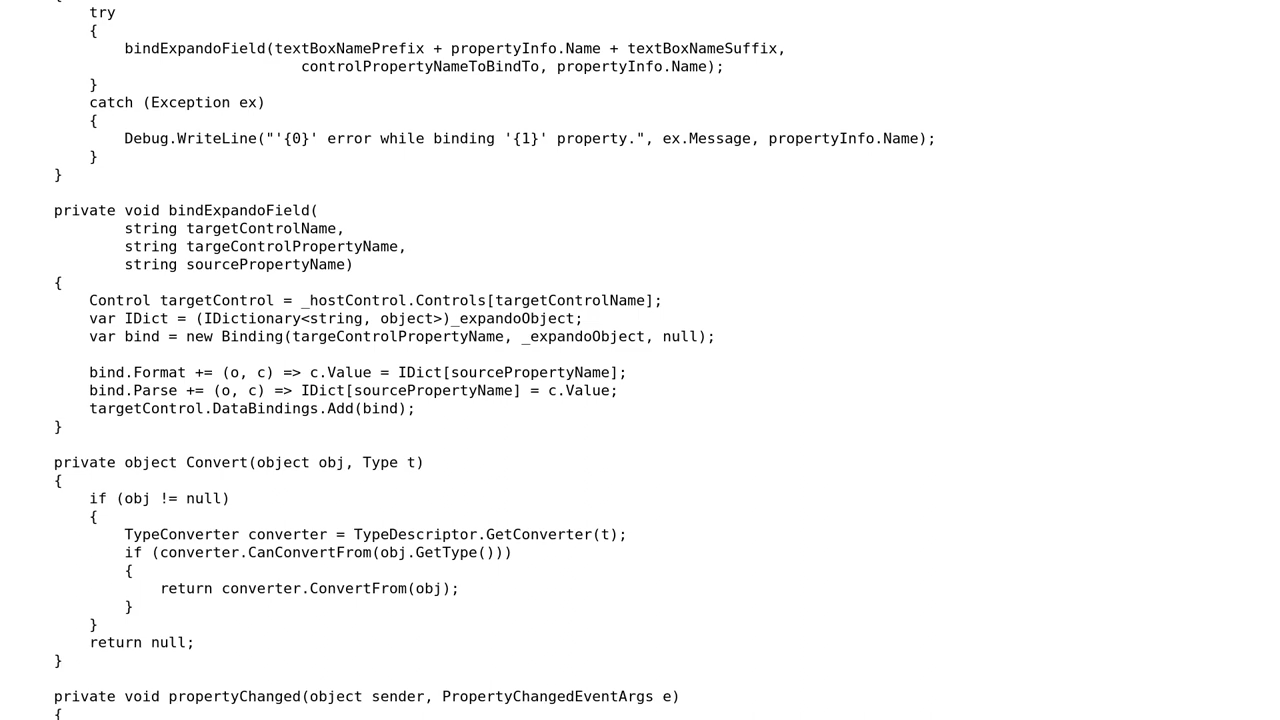 {
try
{
bindExpandoField(textBoxNamePrefix + propertyInfo.Name + textBoxNameSuffix,
controlPropertyNameToBindTo, propertyInfo.Name);
}
catch (Exception ex)
{
Debug.WriteLine("'{0}' error while binding '{1}' property.", ex.Message, propertyInfo.Name);
}
}
private void bindExpandoField(
string targetControlName,
string targeControlPropertyName,
string sourcePropertyName)
{
Control targetControl = _hostControl.Controls[targetControlName];
var IDict = (IDictionary<string, object>)_expandoObject;
var bind = new Binding(targeControlPropertyName, _expandoObject, null);
bind.Format += (o, c) => c.Value = IDict[sourcePropertyName];
bind.Parse += (o, c) => IDict[sourcePropertyName] = c.Value;
targetControl.DataBindings.Add(bind);
}
private object Convert(object obj, Type t)
{
if (obj != null)
{
TypeConverter converter = TypeDescriptor.GetConverter(t);
if (converter.CanConvertFrom(obj.GetType()))
{
return converter.ConvertFrom(obj);
}
}
return null;
}
private void propertyChanged(object sender, PropertyChangedEventArgs e)
{